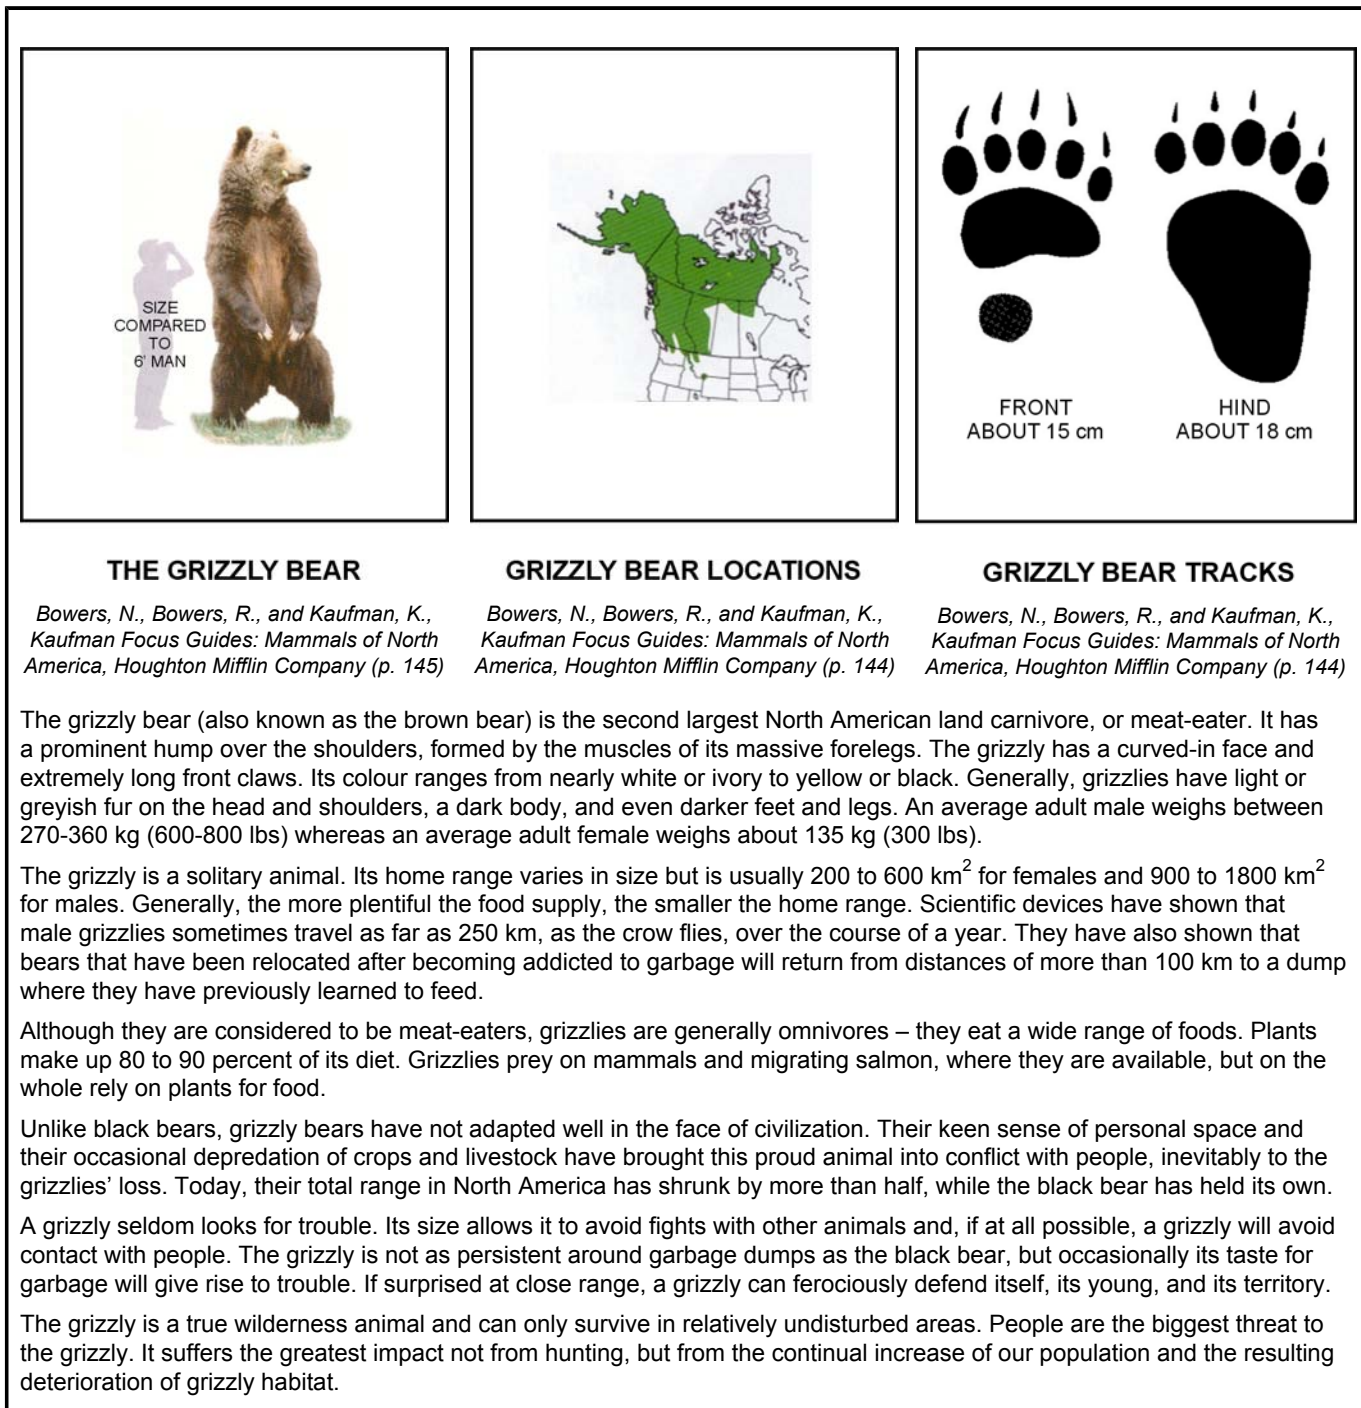 SIZE
COMPARED
TO
6' MAN
FRONT
ABOUT 15 cm
HIND
ABOUT 18 cm
THE GRIZZLY BEAR
Bowers, N., Bowers, R., and Kaufman, K.,
Kaufman Focus Guides: Mammals of North
America, Houghton Mifflin Company (p. 145)
GRIZZLY BEAR LOCATIONS
Bowers, N., Bowers, R., and Kaufman, K.,
Kaufman Focus Guides: Mammals of North
America, Houghton Mifflin Company (p. 144)
GRIZZLY BEAR TRACKS
Bowers, N., Bowers, R., and Kaufman, K.,
Kaufman Focus Guides: Mammals of North
America, Houghton Mifflin Company (p. 144)
The grizzly bear (also known as the brown bear) is the second largest North American land carnivore, or meat-eater. It has
a prominent hump over the shoulders, formed by the muscles of its massive forelegs. The grizzly has a curved-in face and
extremely long front claws. Its colour ranges from nearly white or ivory to yellow or black. Generally, grizzlies have light or
greyish fur on the head and shoulders, a dark body, and even darker feet and legs. An average adult male weighs between
270-360 kg (600-800 lbs) whereas an average adult female weighs about 135 kg (300 lbs).
The grizzly is a solitary animal. Its home range varies in size but is usually 200 to 600 km² for females and 900 to 1800 km²
for males. Generally, the more plentiful the food supply, the smaller the home range. Scientific devices have shown that
male grizzlies sometimes travel as far as 250 km, as the crow flies, over the course of a year. They have also shown that
bears that have been relocated after becoming addicted to garbage will return from distances of more than 100 km to a dump
where they have previously learned to feed.
Although they are considered to be meat-eaters, grizzlies are generally omnivores – they eat a wide range of foods. Plants
make up 80 to 90 percent of its diet. Grizzlies prey on mammals and migrating salmon, where they are available, but on the
whole rely on plants for food.
Unlike black bears, grizzly bears have not adapted well in the face of civilization. Their keen sense of personal space and
their occasional depredation of crops and livestock have brought this proud animal into conflict with people, inevitably to the
grizzlies’ loss. Today, their total range in North America has shrunk by more than half, while the black bear has held its own.
A grizzly seldom looks for trouble. Its size allows it to avoid fights with other animals and, if at all possible, a grizzly will avoid
contact with people. The grizzly is not as persistent around garbage dumps as the black bear, but occasionally its taste for
garbage will give rise to trouble. If surprised at close range, a grizzly can ferociously defend itself, its young, and its territory.
The grizzly is a true wilderness animal and can only survive in relatively undisturbed areas. People are the biggest threat to
the grizzly. It suffers the greatest impact not from hunting, but from the continual increase of our population and the resulting
deterioration of grizzly habitat.